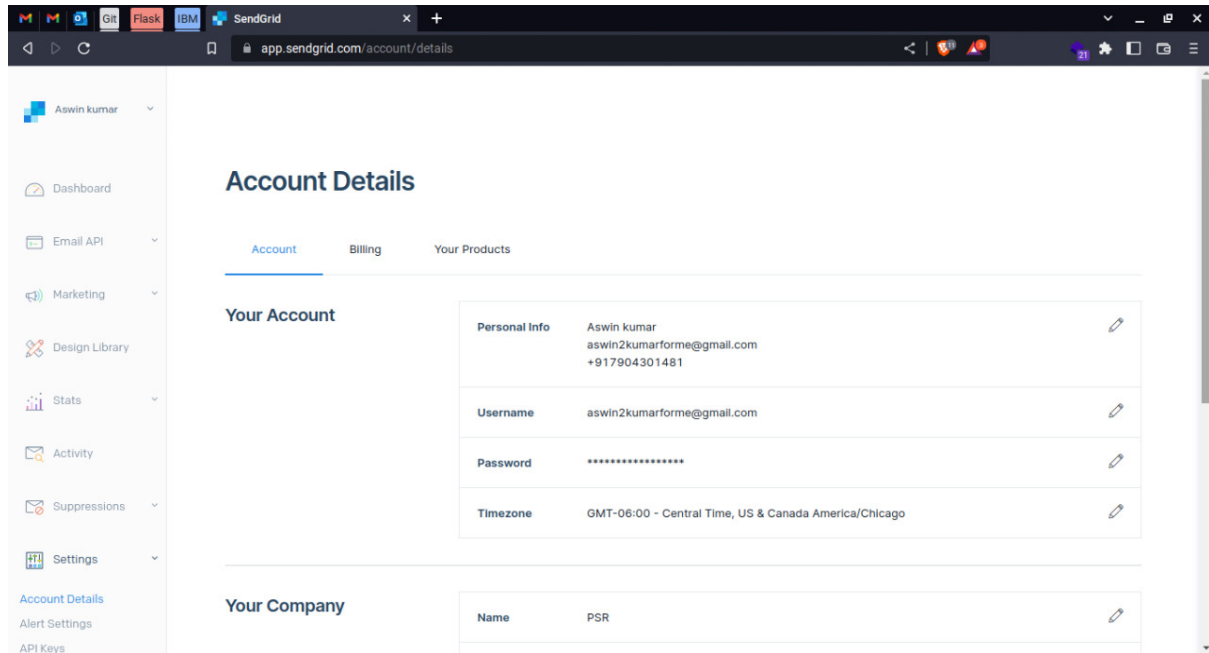 Git
Flask
IBM
SendGrid
app.sendgrid.com/account/details
21
Aswin kumar
Dashboard
Email API
Marketing
Design Library
Stats
Activity
Suppressions
Settings
Account Details
Alert Settings
API Keys
Account Details
Account Billing Your Products
Your Account
Personal Info Aswin kumar
aswin2kumarforme@gmail.com
+917904301481
Username aswin2kumarforme@gmail.com
Password *****************
Timezone GMT-06:00 - Central Time, US & Canada America/Chicago
Your Company
Name PSR